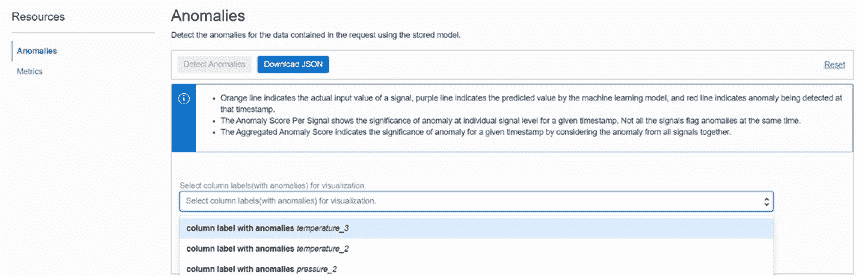 Resources
Anomalies
Metrics
Anomalies
Detect the anomalies for the data contained in the request using the stored model.
Detect Anomalies
Download JSON
Reset
• Orange line indicates the actual input value of a signal, purple line indicates the predicted value by the machine learning model, and red line indicates anomaly being detected at
that timestamp.
• The Anomaly Score Per Signal shows the significance of anomaly at individual signal level for a given timestamp. Not all the signals flag anomalies at the same time.
• The Aggregated Anomaly Score indicates the significance of anomaly for a given timestamp by considering the anomaly from all signals together.
Select column labels(with anomalies) for visualization
Select column labels(with anomalies) for visualization.
column label with anomalies temperature_3
column label with anomalies temperature_2
column label with anomalies pressure_2